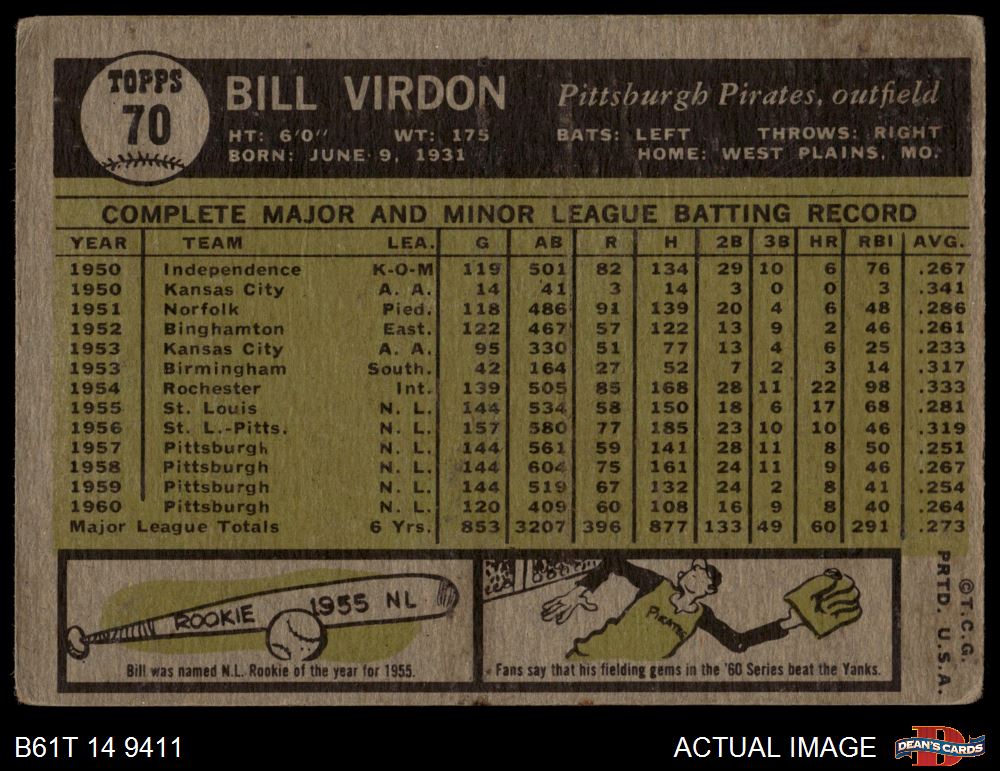 TOPPS
70
BILL VIRDON Pittsburgh Pirates, outfield
HT: 6'0" WT: 175 BATS: LEFT THROWS: RIGHT
BORN: JUNE 9, 1931 HOME: WEST PLAINS, MO.
COMPLETE MAJOR AND MINOR LEAGUE BATTING RECORD
YEAR TEAM LEA. G AB R H 2B 3B HR RBI AVG.
1950 Independence K-O-M 119 501 82 134 29 10 6 76 .267
1950 Kansas City A. A. 14 41 3 14 3 0 0 3 .341
1951 Norfolk Pied. 118 486 91 139 20 4 6 48 .286
1952 Binghamton East. 122 467 57 122 13 9 2 46 .261
1953 Kansas City A. A. 95 330 51 77 13 4 6 25 .233
1953 Birmingham South. 42 164 27 52 7 2 3 14 .317
1954 Rochester Int. 139 505 85 168 28 11 22 98 .333
1955 St. Louis N. L. 144 534 58 150 18 6 17 68 .281
1956 St. L.-Pitts. N. L. 157 580 77 185 23 10 10 46 .319
1957 Pittsburgh N. L. 144 561 59 141 28 11 8 50 .251
1958 Pittsburgh N. L. 144 604 75 161 24 11 9 46 .267
1959 Pittsburgh N. L. 144 519 67 132 24 2 8 41 .254
1960 Pittsburgh N. L. 120 409 60 108 16 9 8 40 .264
Major League Totals 6 Yrs. 853 3207 396 877 133 49 60 291 .273
ROOKIE 1955 NL
Bill was named N.L. Rookie of the year for 1955.
PIRATES
Fans say that his fielding gems in the '60 Series beat the Yanks.
©T.C.G.
PRTD. U.S.A.
B61T 14 9411 ACTUAL IMAGE DEAN'S CARDS